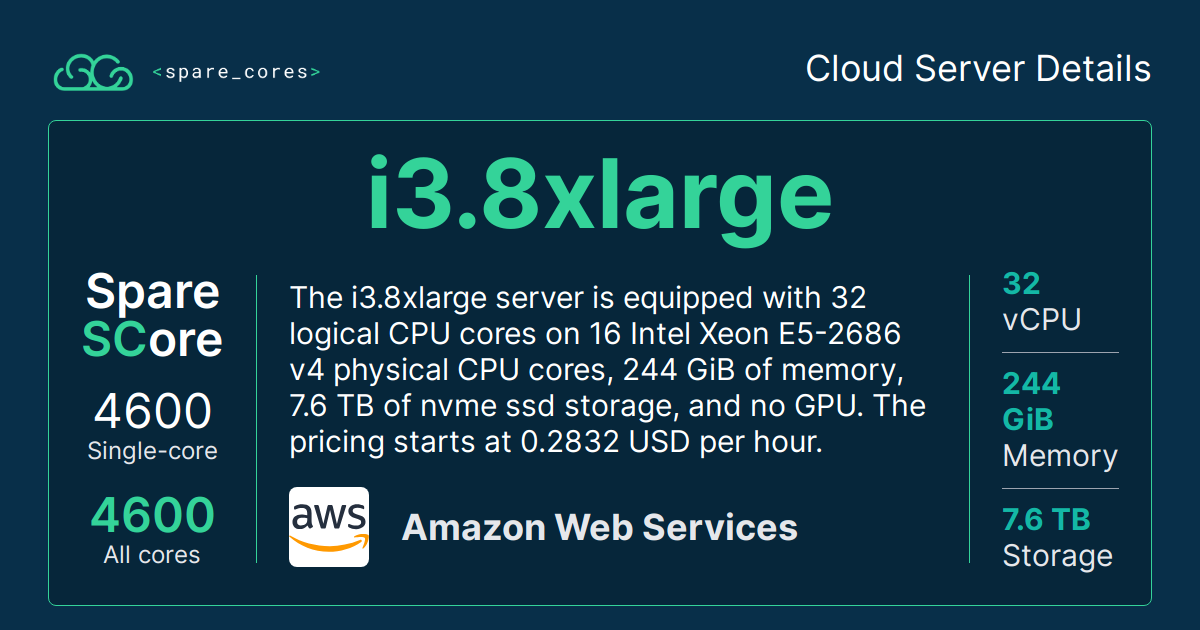 <spare_cores>
Cloud Server Details
i3.8xlarge
Spare
SCore
4600
Single-core
4600
All cores
The i3.8xlarge server is equipped with 32
logical CPU cores on 16 Intel Xeon E5-2686
v4 physical CPU cores, 244 GiB of memory,
7.6 TB of nvme ssd storage, and no GPU. The
pricing starts at 0.2832 USD per hour.
aws
Amazon Web Services
32
vCPU
244
GiB
Memory
7.6 TB
Storage